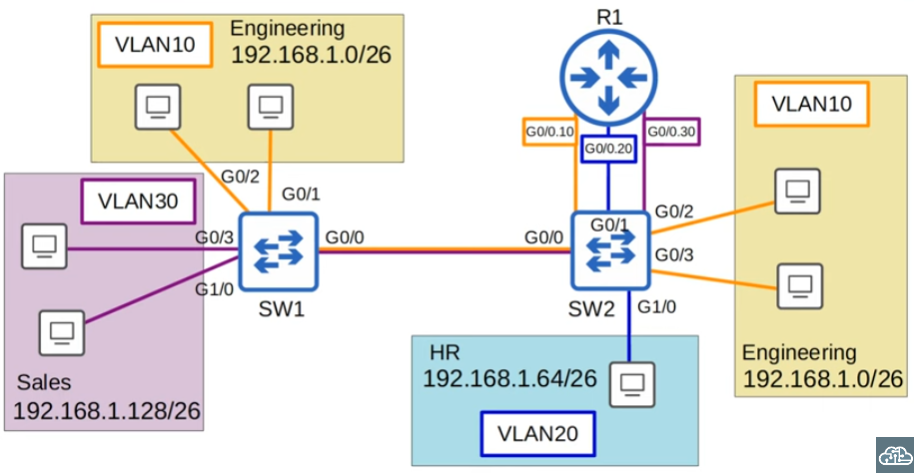 R1
VLAN10
Engineering
192.168.1.0/26
G0/2
G0/1
G0/0.10
G0/0.20
G0/0.30
VLAN10
VLAN30
G0/3
G1/0
G0/0
SW1
Sales
192.168.1.128/26
G0/0
G0/1
G0/2
G0/3
SW2
G1/0
HR
192.168.1.64/26
VLAN20
Engineering
192.168.1.0/26